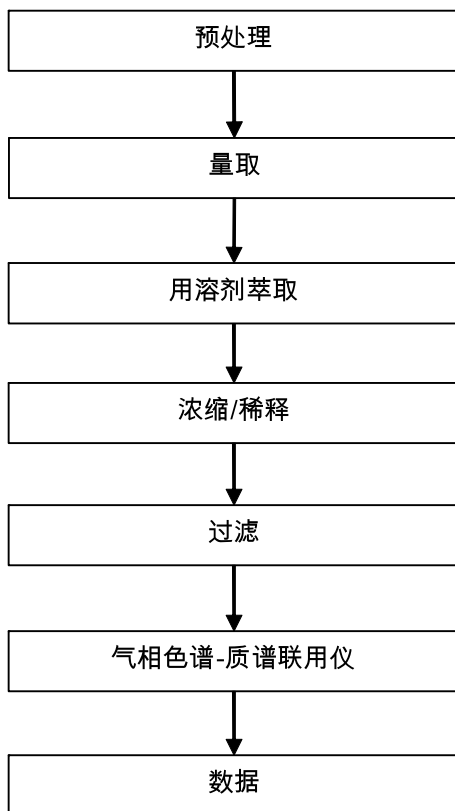 预处理
量取
用溶剂萃取
浓缩/稀释
过滤
气相色谱-质谱联用仪
数据